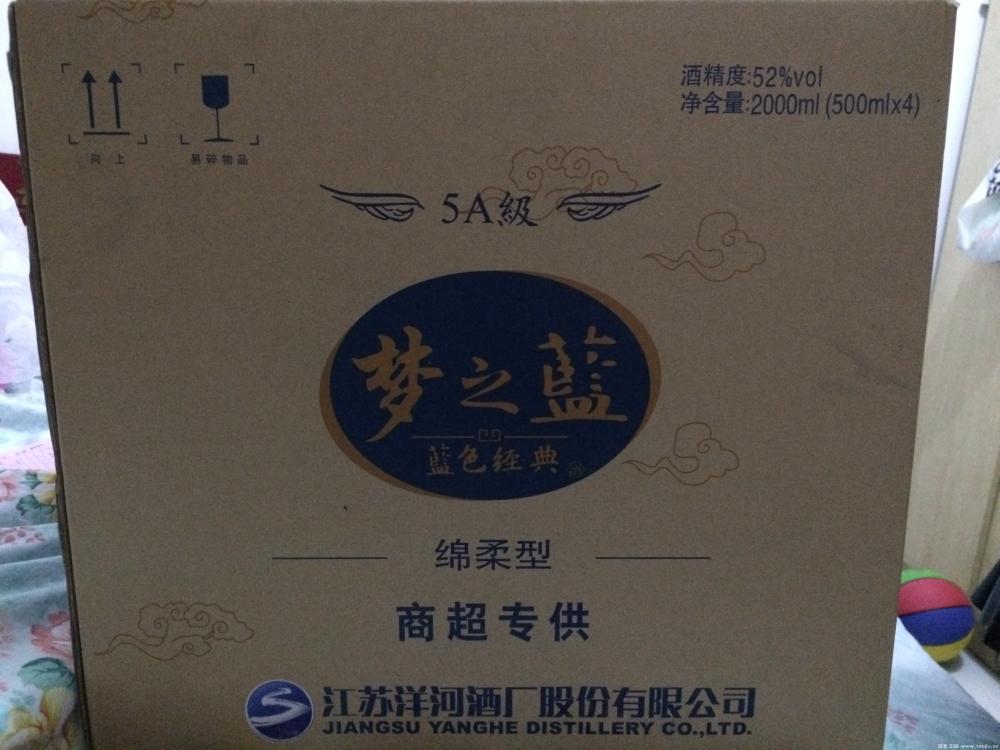 酒精度:52%vol
净含量:2000ml (500mlx4)
向上
易碎物品
5A級
梦之藍
藍色經典
绵柔型
商超专供
江苏洋河酒厂股份有限公司
JIANGSU YANGHE DISTILLERY CO.,LTD.